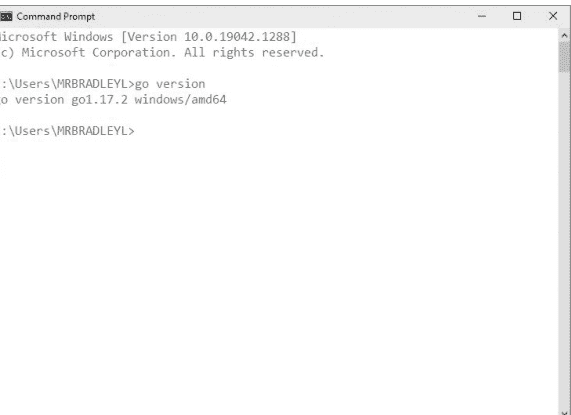 Command Prompt
icrosoft Windows [Version 10.0.19042.1288]
c) Microsoft Corporation. All rights reserved.
:\Users\MRBRADLEYL>go version
o version go1.17.2 windows/amd64
:\Users\MRBRADLEYL>